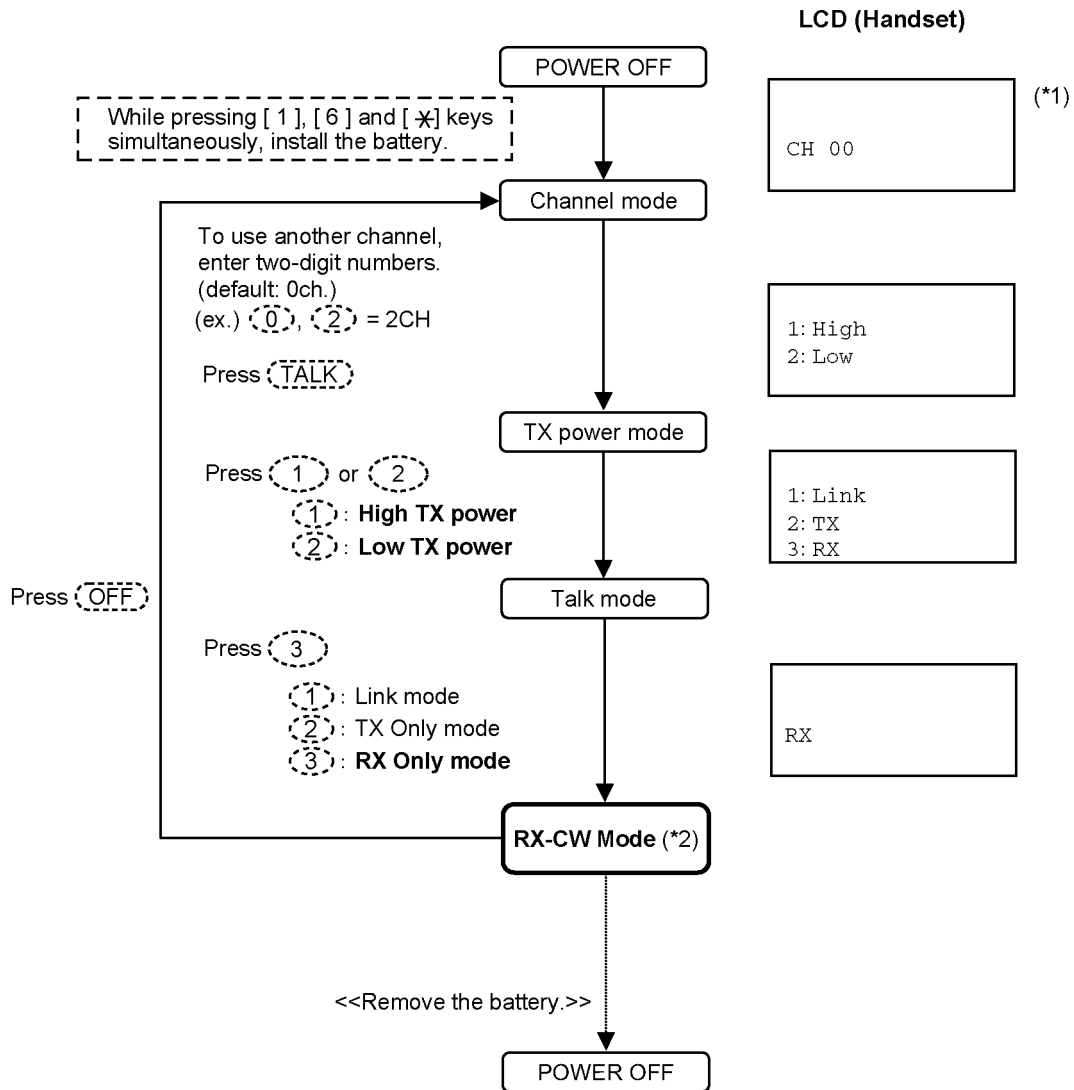 LCD (Handset)
POWER OFF
(*1)
While pressing [ 1 ], [ 6 ] and [ * ] keys
simultaneously, install the battery.
CH 00
Channel mode
To use another channel,
enter two-digit numbers.
(default: 0ch.)
(ex.) 0, 2 = 2CH
1: High
2: Low
Press TALK
TX power mode
Press 1 or 2
1 : High TX power
2 : Low TX power
1: Link
2: TX
3: RX
Press OFF
Talk mode
Press 3
1 : Link mode
2 : TX Only mode
3 : RX Only mode
RX
RX-CW Mode (*2)
<<Remove the battery.>>
POWER OFF